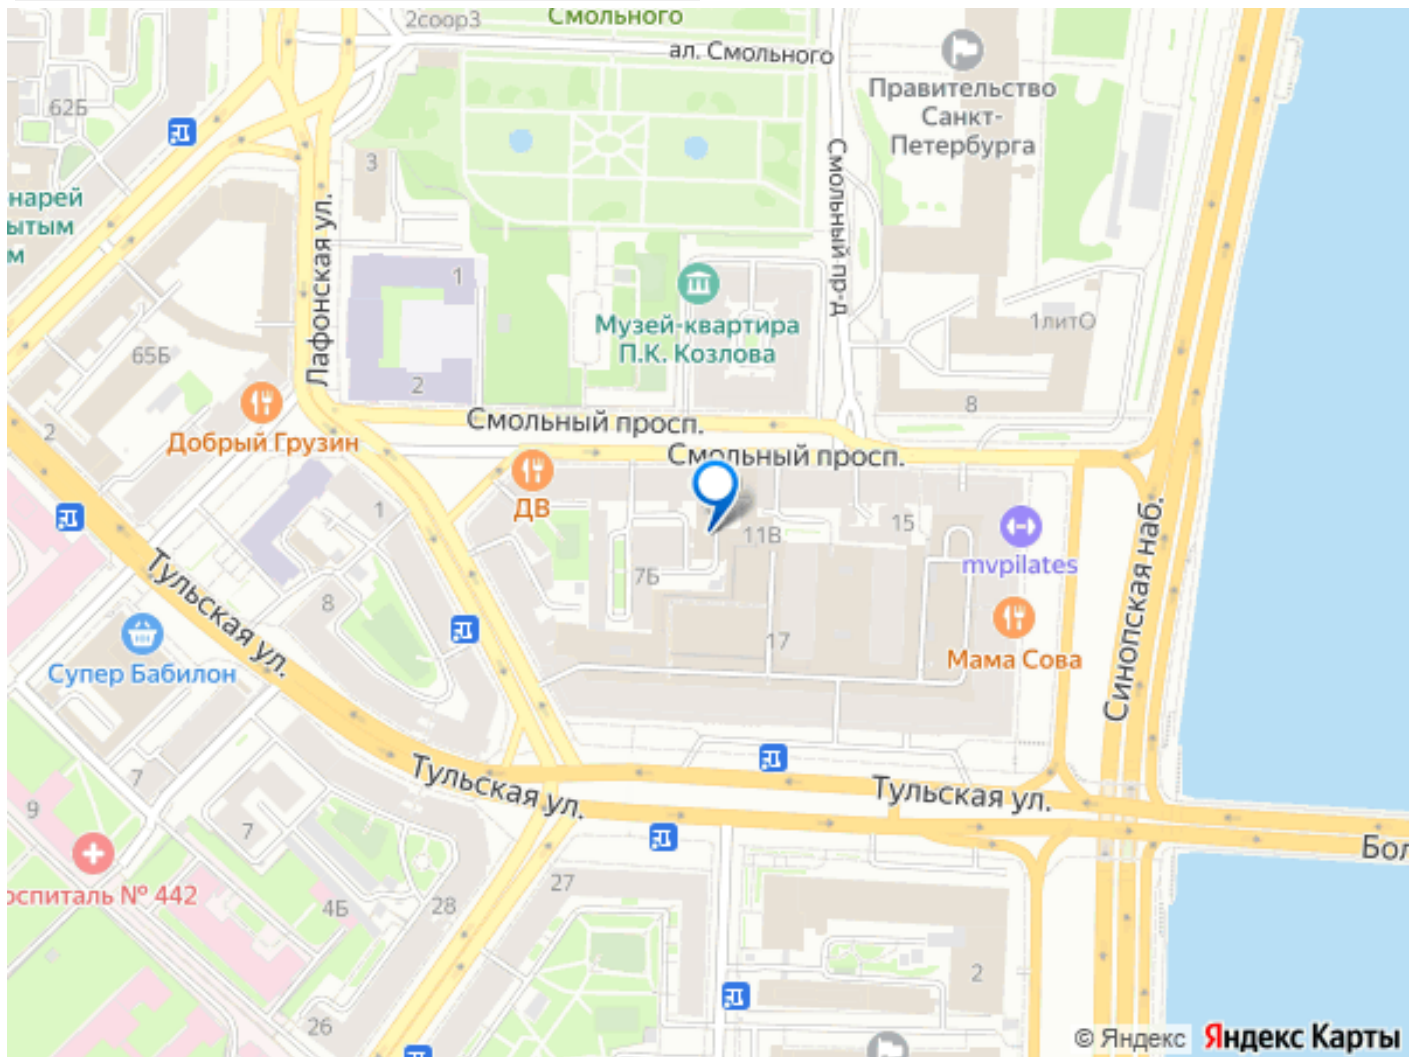 2соор3
Смольного
ал. Смольного
Правительство
Санкт-
Петербурга
62Б
3
Смольный пр-д
нарей
ытым
м
Лафонская ул.
1
Музей-квартира
П.К. Козлова
1литО
65Б
2
8
Добрый Грузин
2
Смольный просп.
Смольный просп.
ДВ
1
11В
15
mvpilates
Синопская наб.
Тульская ул.
7Б
8
17
Мама Сова
Супер Бабилон
7
Тульская ул.
Тульская ул.
9
7
Бол
оспиталь № 442
4Б
28
27
2
26
© Яндекс Яндекс Карты